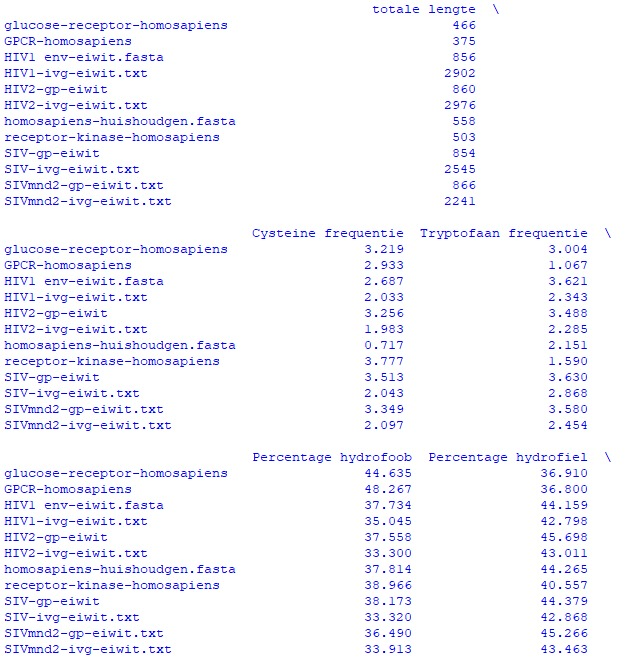 totale lengte \
glucose-receptor-homosapiens 466
GPCR-homosapiens 375
HIV1 env-eiwit.fasta 856
HIV1-ivg-eiwit.txt 2902
HIV2-gp-eiwit 860
HIV2-ivg-eiwit.txt 2976
homosapiens-huishoudgen.fasta 558
receptor-kinase-homosapiens 503
SIV-gp-eiwit 854
SIV-ivg-eiwit.txt 2545
SIVmnd2-gp-eiwit.txt 866
SIVmnd2-ivg-eiwit.txt 2241
Cysteine frequentie Tryptofaan frequentie \
glucose-receptor-homosapiens 3.219 3.004
GPCR-homosapiens 2.933 1.067
HIV1 env-eiwit.fasta 2.687 3.621
HIV1-ivg-eiwit.txt 2.033 2.343
HIV2-gp-eiwit 3.256 3.488
HIV2-ivg-eiwit.txt 1.983 2.285
homosapiens-huishoudgen.fasta 0.717 2.151
receptor-kinase-homosapiens 3.777 1.590
SIV-gp-eiwit 3.513 3.630
SIV-ivg-eiwit.txt 2.043 2.868
SIVmnd2-gp-eiwit.txt 3.349 3.580
SIVmnd2-ivg-eiwit.txt 2.097 2.454
Percentage hydrofoob Percentage hydrofiel \
glucose-receptor-homosapiens 44.635 36.910
GPCR-homosapiens 48.267 36.800
HIV1 env-eiwit.fasta 37.734 44.159
HIV1-ivg-eiwit.txt 35.045 42.798
HIV2-gp-eiwit 37.558 45.698
HIV2-ivg-eiwit.txt 33.300 43.011
homosapiens-huishoudgen.fasta 37.814 44.265
receptor-kinase-homosapiens 38.966 40.557
SIV-gp-eiwit 38.173 44.379
SIV-ivg-eiwit.txt 33.320 42.868
SIVmnd2-gp-eiwit.txt 36.490 45.266
SIVmnd2-ivg-eiwit.txt 33.913 43.463